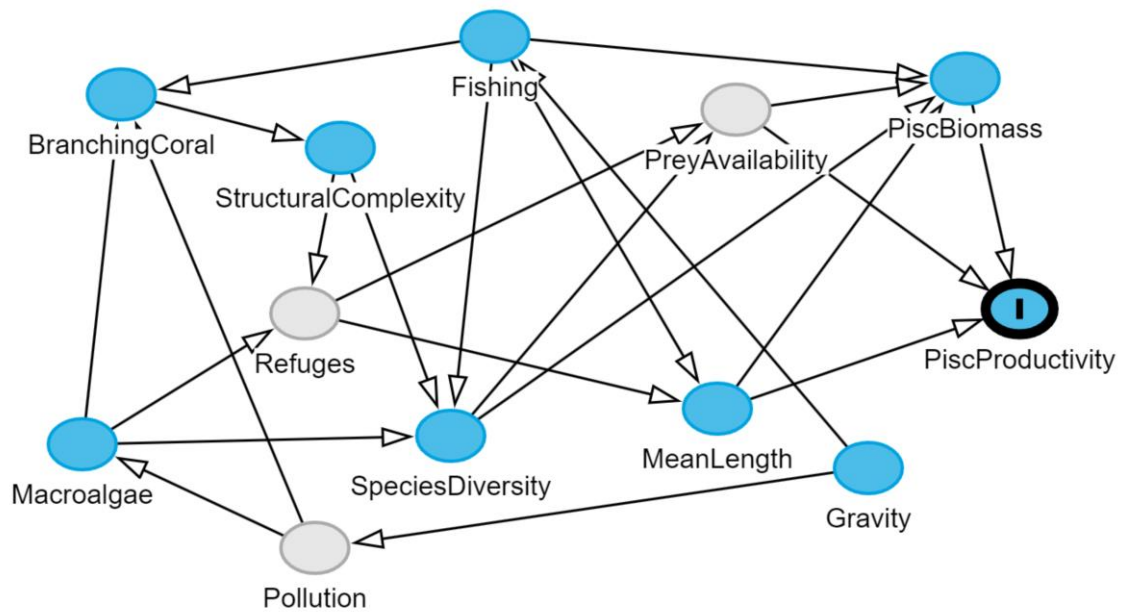 Fishing
BranchingCoral
PreyAvailability
PiscBiomass
StructuralComplexity
I
Refuges
PiscProductivity
MeanLength
Macroalgae
SpeciesDiversity
Gravity
Pollution